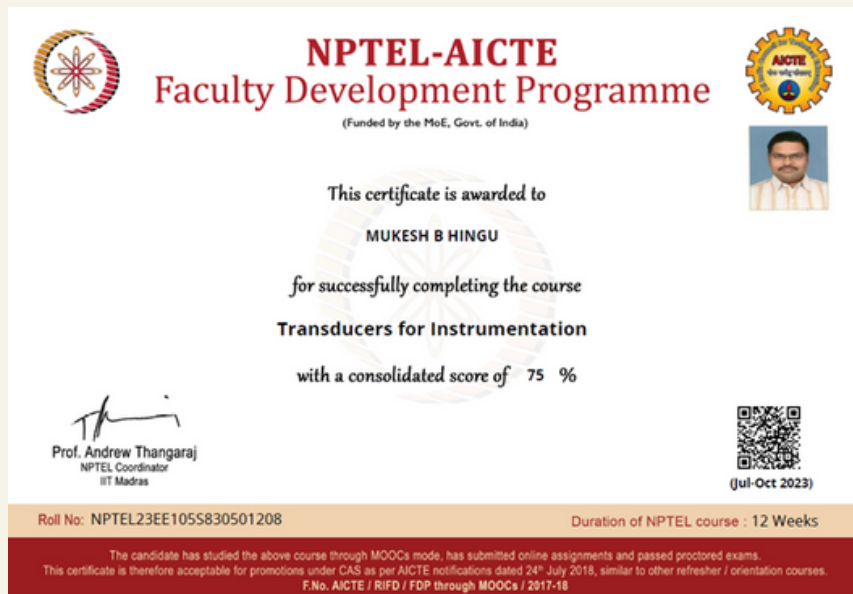 NPTEL-AICTE
Faculty Development Programme
(Funded by the MoE, Govt. of India)
AICTE
This certificate is awarded to
MUKESH B HINGU
for successfully completing the course
Transducers for Instrumentation
with a consolidated score of 75 %
Prof. Andrew Thangaraj
NPTEL Coordinator
IIT Madras
(Jul-Oct 2023)
Roll No: NPTEL23EE105S830501208
Duration of NPTEL course : 12 Weeks
The candidate has studied the above course through MOOCs mode, has submitted online assignments and passed proctored exams.
This certificate is therefore acceptable for promotions under CAS as per AICTE notifications dated 24th July 2018, similar to other refresher / orientation courses.
F.No. AICTE / RIFD / FDP through MOOCs / 2017-18